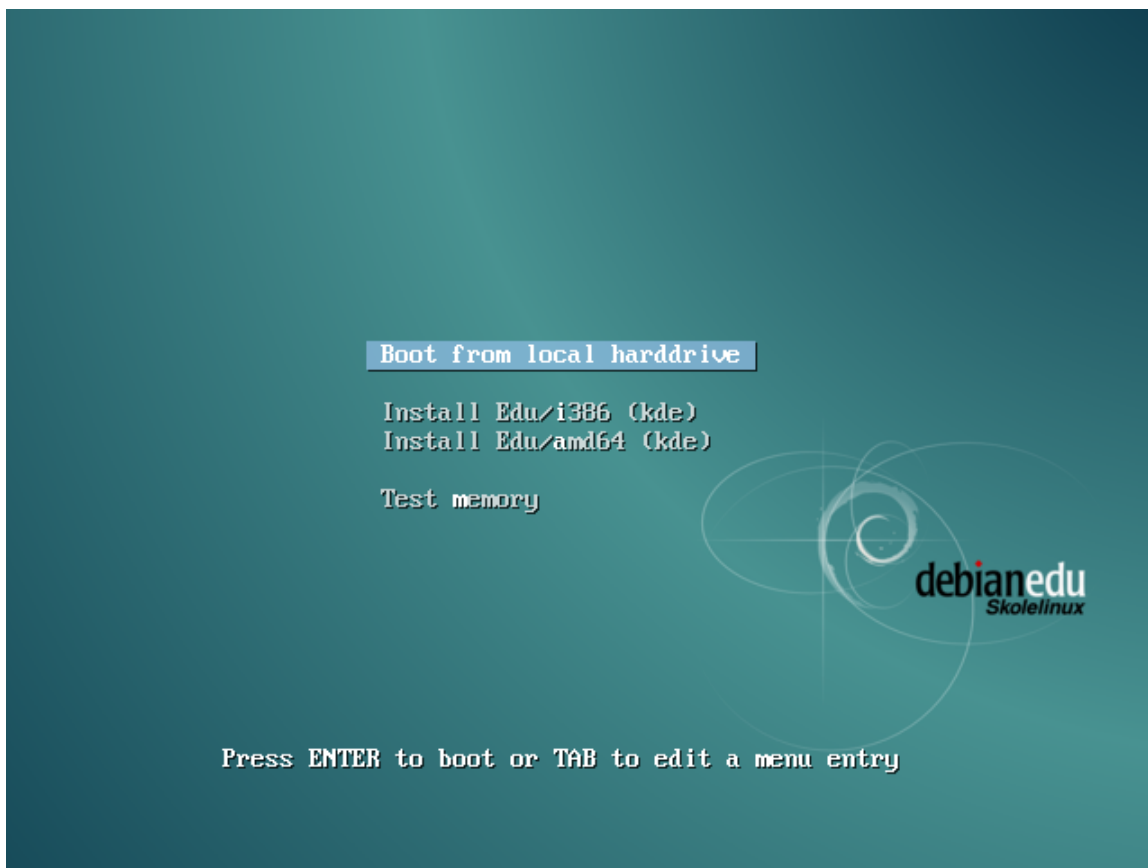 Boot from local harddrive
Install Edu/i386 (kde)
Install Edu/amd64 (kde)
Test memory
debianedu
Skolelinux
Press ENTER to boot or TAB to edit a menu entry